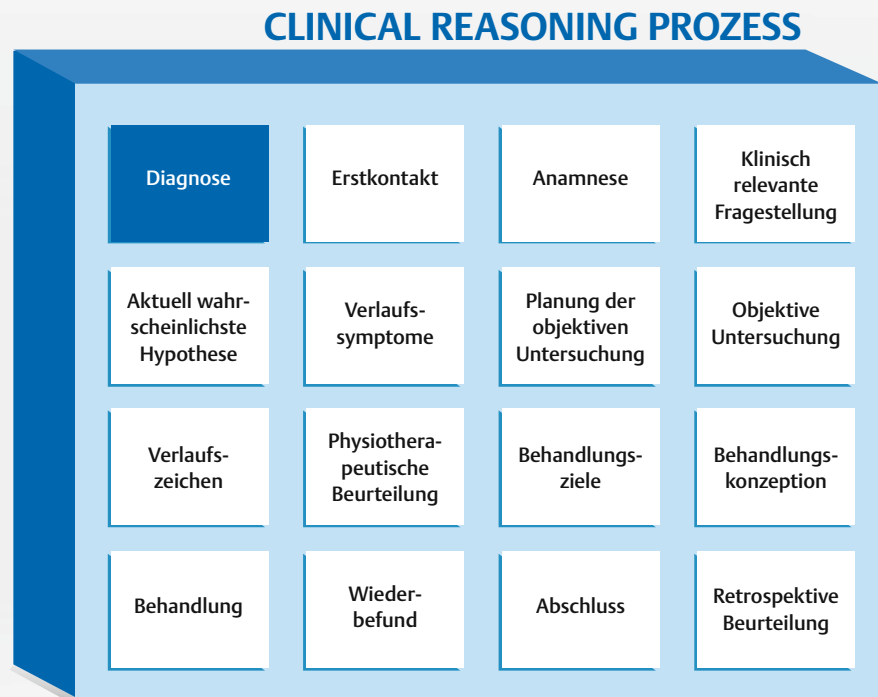 CLINICAL REASONING PROZESS
Diagnose
Erstkontakt
Anamnese
Klinisch
relevante
Fragestellung
Aktuell wahr-
scheinlichste
Hypothese
Verlaufs-
symptome
Planung der
objektiven
Untersuchung
Objektive
Untersuchung
Verlaufs-
zeichen
Physiothera-
peutische
Beurteilung
Behandlungs-
ziele
Behandlungs-
konzeption
Behandlung
Wieder-
befund
Abschluss
Retrospektive
Beurteilung